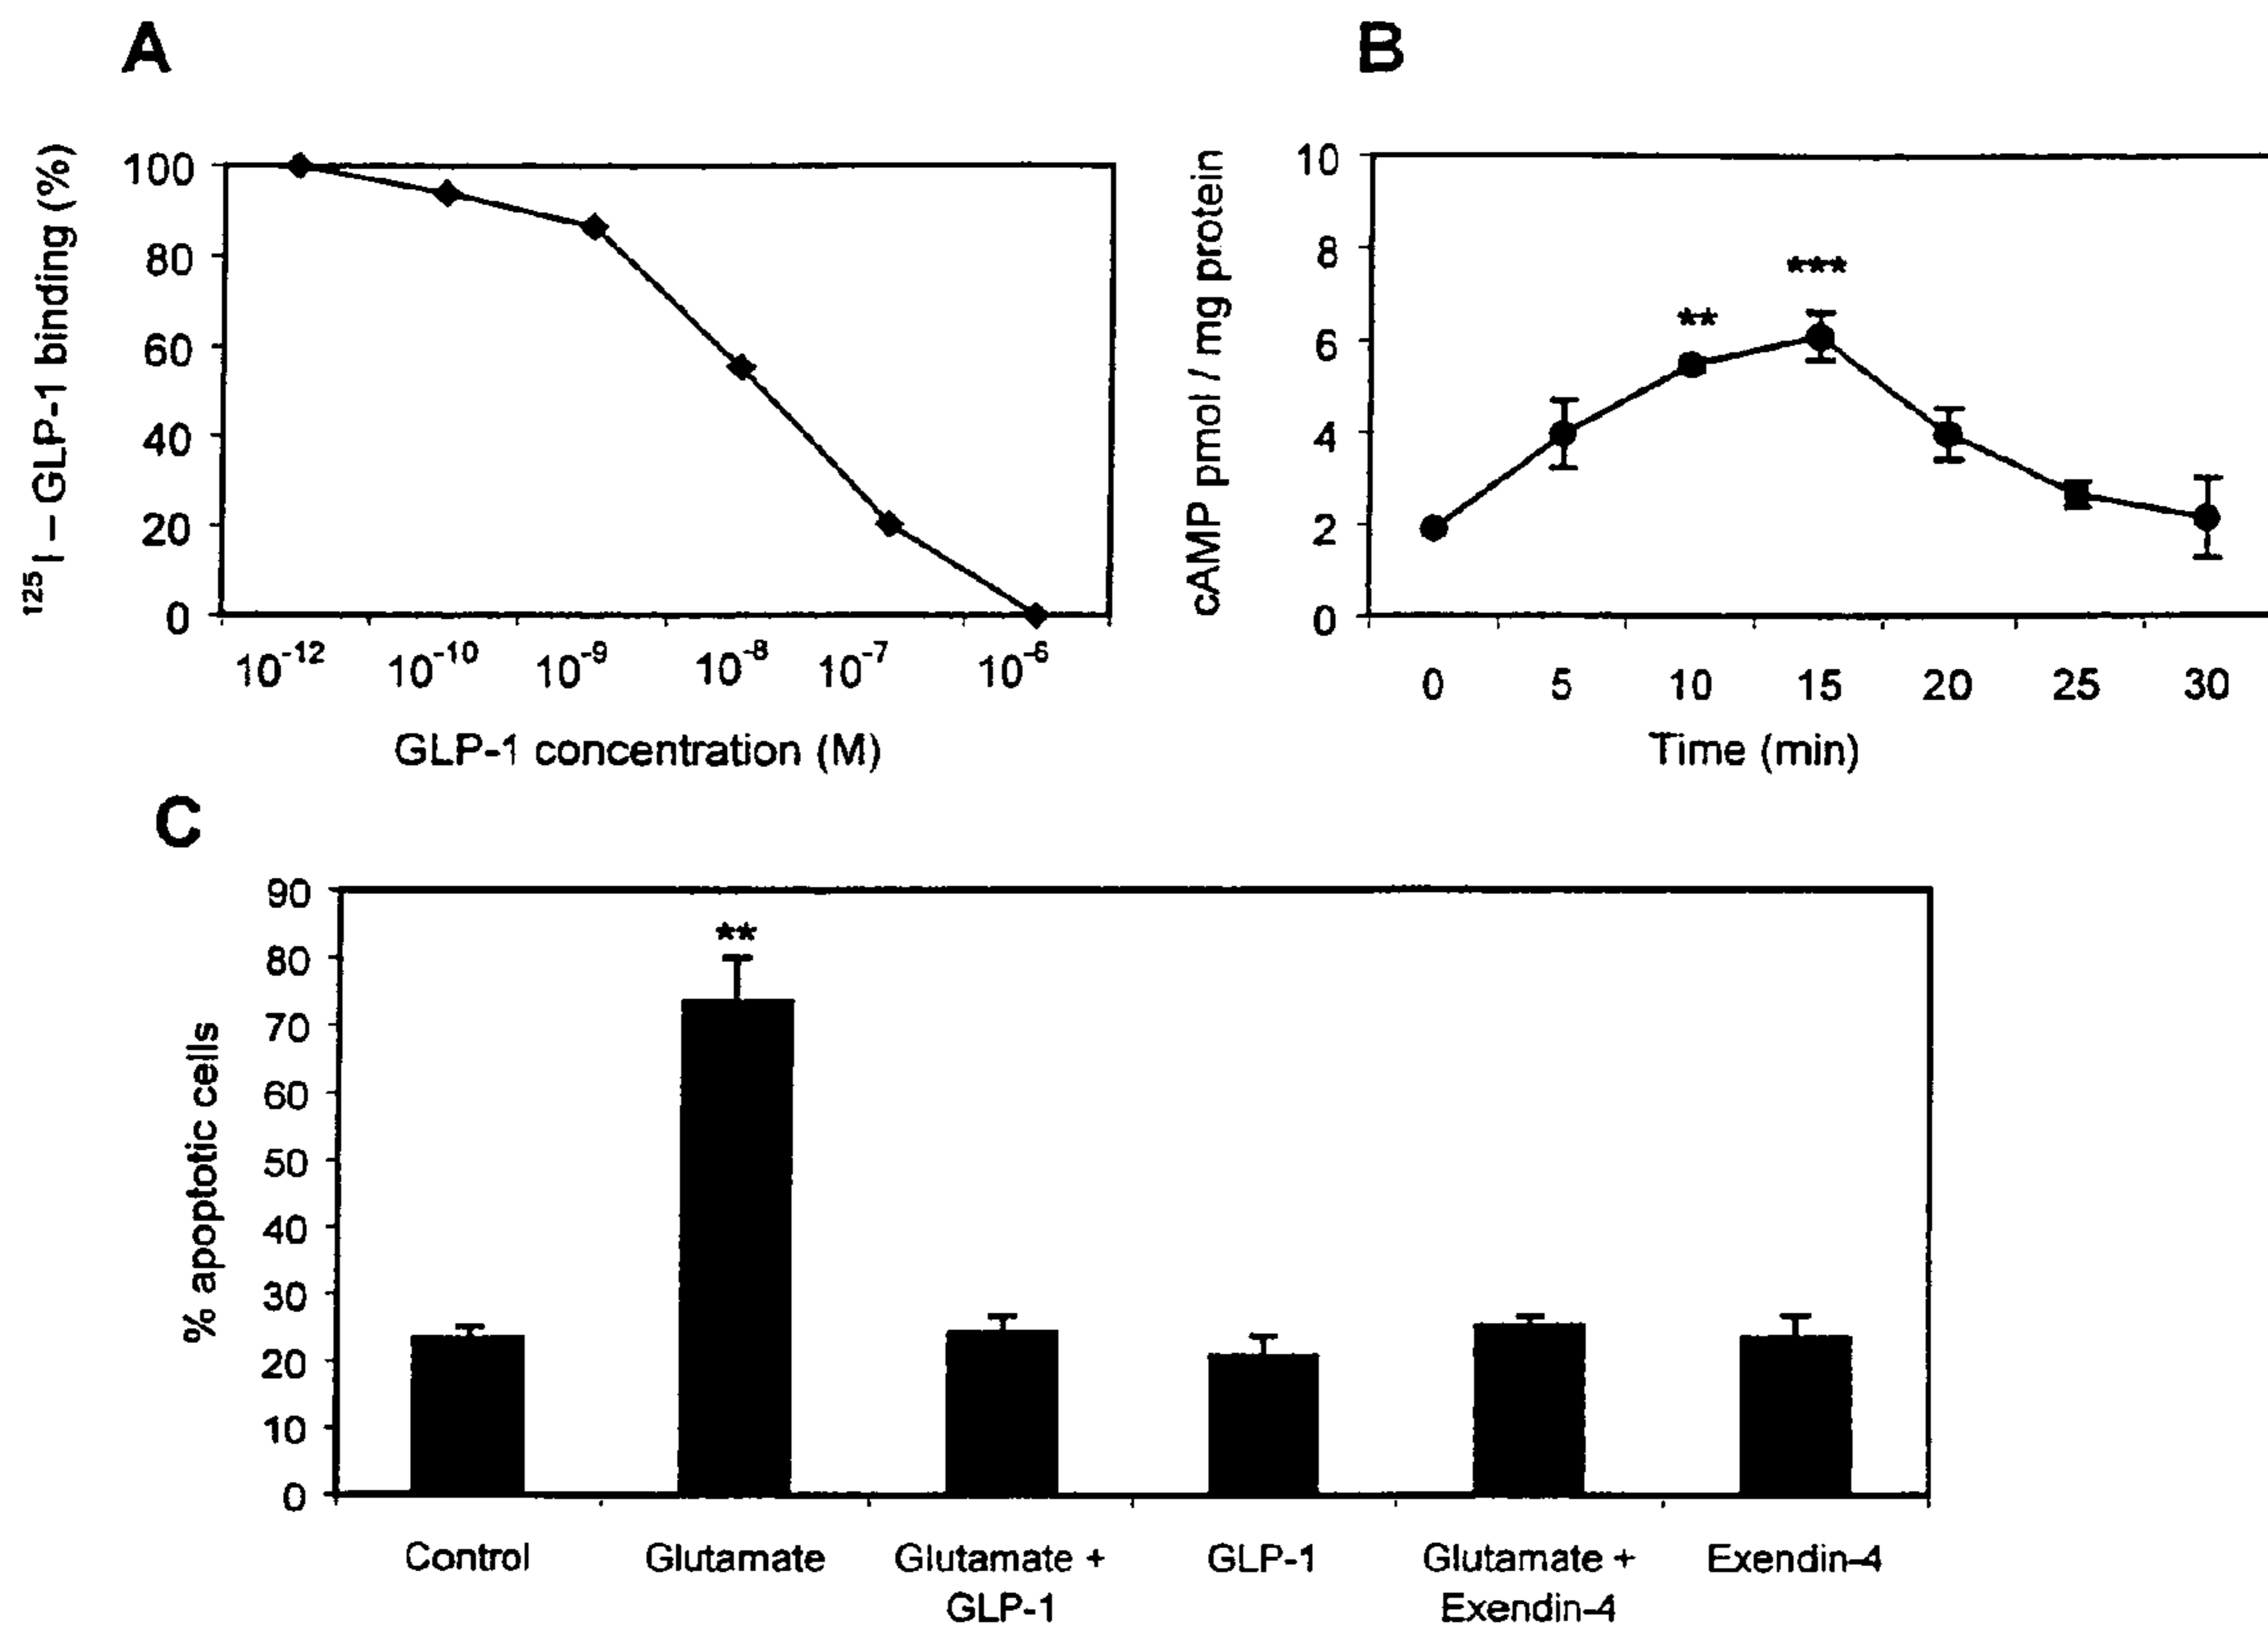 A
B
¹²⁵I – GLP-1 binding (%)
100
80
60
40
20
0
10⁻¹² 10⁻¹⁰ 10⁻⁹ 10⁻⁸ 10⁻⁷ 10⁻⁶
GLP-1 concentration (M)
cAMP pmol / mg protein
10
8
6
4
2
0
**
***
0 5 10 15 20 25 30
Time (min)
C
% apoptotic cells
90
80
70
60
50
40
30
20
10
0
**
Control Glutamate Glutamate + GLP-1 Glutamate + Exendin-4
GLP-1 Exendin-4